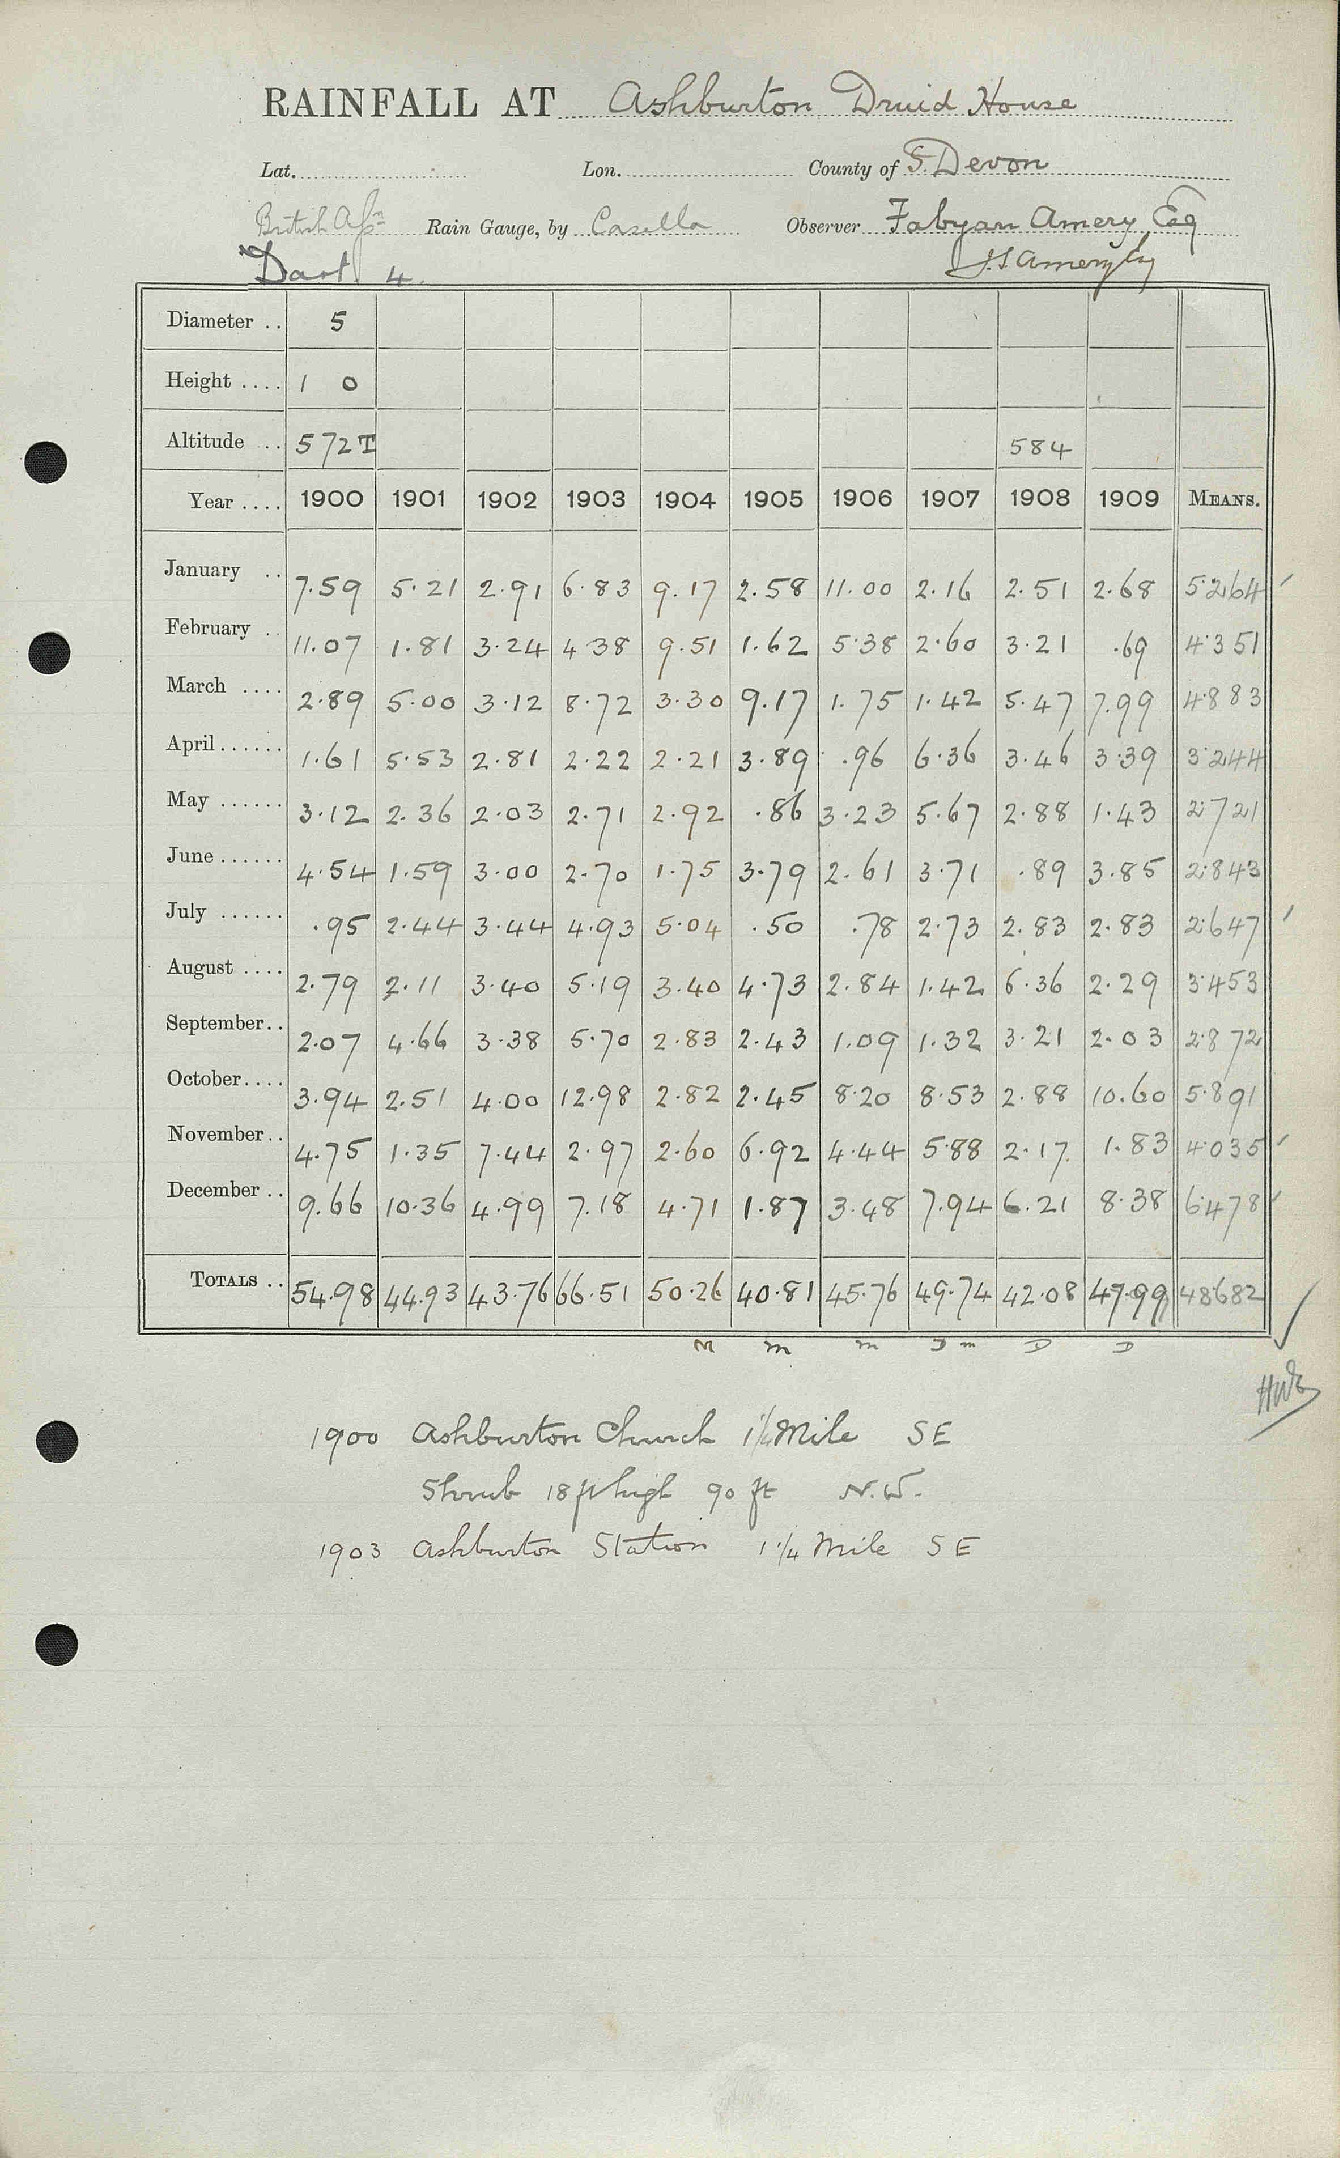 RAINFALL AT Ashburton Druid House
Lat. Lon. County of S. Devon
British Assn Rain Gauge, by Casella Observer Fabyan Amery, Esq
Dart 4. J.S. Amery Esq
Diameter .. 5
Height .... 1 0
Altitude ... 572T 584
Year .... 1900 1901 1902 1903 1904 1905 1906 1907 1908 1909 MEANS.
January .. 7.59 5.21 2.91 6.83 9.17 2.58 11.00 2.16 2.51 2.68 5.264
February .. 11.07 1.81 3.24 4.38 9.51 1.62 5.38 2.60 3.21 .69 4.351
March .... 2.89 5.00 3.12 8.72 3.30 9.17 1.75 1.42 5.47 7.99 4.883
April ...... 1.61 5.53 2.81 2.22 2.21 3.89 .96 6.36 3.46 3.39 3.244
May ...... 3.12 2.36 2.03 2.71 2.92 .86 3.23 5.67 2.88 1.43 2.721
June ...... 4.54 1.59 3.00 2.70 1.75 3.79 2.61 3.71 .89 3.85 2.843
July ...... .95 2.44 3.44 4.93 5.04 .50 .78 2.73 2.83 2.83 2.647
August .... 2.79 2.11 3.40 5.19 3.40 4.73 2.84 1.42 6.36 2.29 3.453
September.. 2.07 4.66 3.38 5.70 2.83 2.43 1.09 1.32 3.21 2.03 2.872
October.... 3.94 2.51 4.00 12.98 2.82 2.45 8.20 8.53 2.88 10.60 5.891
November.. 4.75 1.35 7.44 2.97 2.60 6.92 4.44 5.88 2.17 1.83 4.035
December .. 9.66 10.36 4.99 7.18 4.71 1.87 3.48 7.94 6.21 8.38 6.478
TOTALS .. 54.98 44.93 43.76 66.51 50.26 40.81 45.76 49.74 42.08 47.99 48.682
M m m D m D D
1900 Ashburton Church 1¼ Mile SE
Shrub 18 ft high 90 ft N.W.
1903 Ashburton Station 1¼ Mile SE